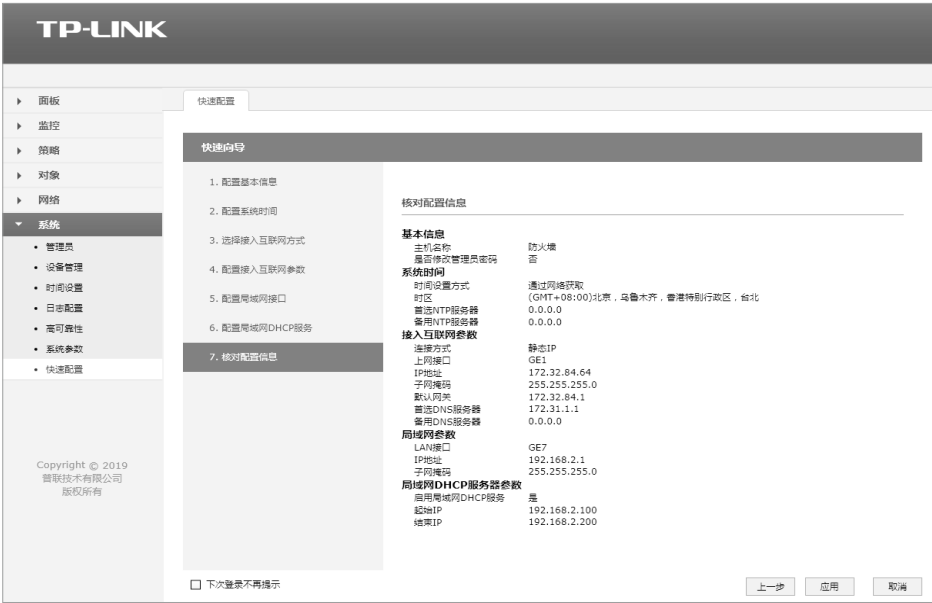 TP-LINK
面板
监控
策略
对象
网络
系统
管理员
设备管理
时间设置
日志配置
高可靠性
系统参数
快速配置
Copyright © 2019
普联技术有限公司
版权所有
快速配置
快速向导
1. 配置基本信息
2. 配置系统时间
3. 选择接入互联网方式
4. 配置接入互联网参数
5. 配置局域网接口
6. 配置局域网DHCP服务
7. 核对配置信息
核对配置信息
基本信息
主机名称 防火墙
是否修改管理员密码 否
系统时间
时间设置方式 通过网络获取
时区 (GMT+08:00)北京，乌鲁木齐，香港特别行政区，台北
首选NTP服务器 0.0.0.0
备用NTP服务器 0.0.0.0
接入互联网参数
连接方式 静态IP
上网接口 GE1
IP地址 172.32.84.64
子网掩码 255.255.255.0
默认网关 172.32.84.1
首选DNS服务器 172.31.1.1
备用DNS服务器 0.0.0.0
局域网参数
LAN接口 GE7
IP地址 192.168.2.1
子网掩码 255.255.255.0
局域网DHCP服务器参数
启用局域网DHCP服务 是
起始IP 192.168.2.100
结束IP 192.168.2.200
下次登录不再提示
上一步 应用 取消